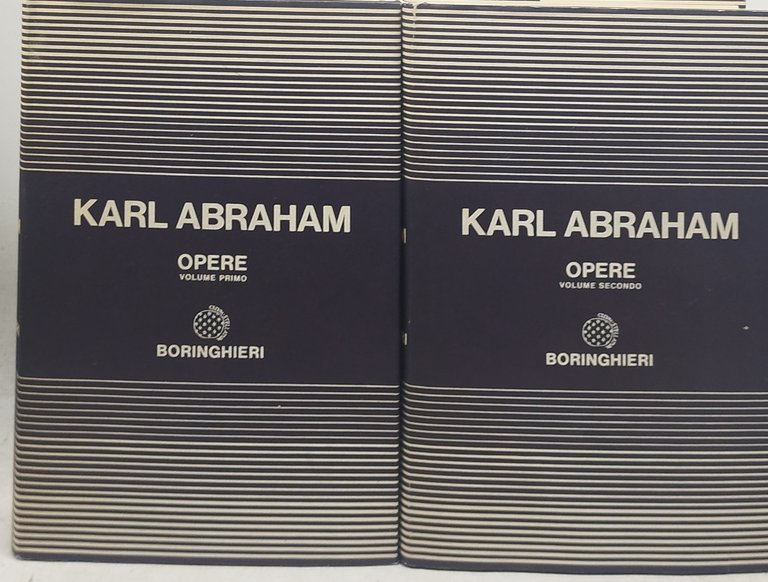 KARL ABRAHAM
OPERE
VOLUME PRIMO
BORINGHIERI
KARL ABRAHAM
OPERE
VOLUME SECONDO
BORINGHIERI